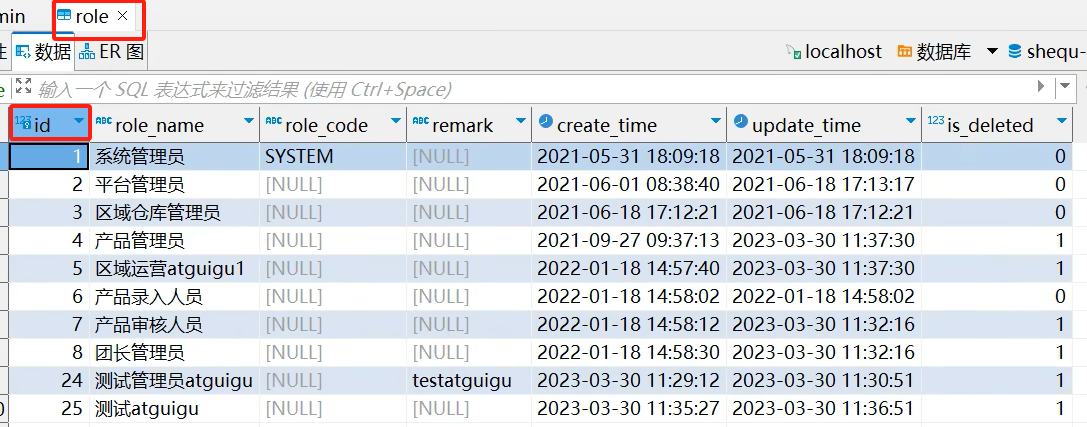 min role ×
性 数据 ER 图 localhost 数据库 shequ-
e 输入一个 SQL 表达式来过滤结果 (使用 Ctrl+Space)
123 id ABC role_name ABC role_code ABC remark create_time update_time 123 is_deleted
1 系统管理员 SYSTEM [NULL] 2021-05-31 18:09:18 2021-05-31 18:09:18 0
2 平台管理员 [NULL] [NULL] 2021-06-01 08:38:40 2021-06-18 17:13:17 0
3 区域仓库管理员 [NULL] [NULL] 2021-06-18 17:12:21 2021-06-18 17:12:21 0
4 产品管理员 [NULL] [NULL] 2021-09-27 09:37:13 2023-03-30 11:37:30 1
5 区域运营atguigu1 [NULL] [NULL] 2022-01-18 14:57:40 2023-03-30 11:37:30 1
6 产品录入人员 [NULL] [NULL] 2022-01-18 14:58:02 2022-01-18 14:58:02 0
7 产品审核人员 [NULL] [NULL] 2022-01-18 14:58:12 2023-03-30 11:32:16 1
8 团长管理员 [NULL] [NULL] 2022-01-18 14:58:30 2023-03-30 11:32:16 1
24 测试管理员atguigu [NULL] testatguigu 2023-03-30 11:29:12 2023-03-30 11:30:51 1
25 测试atguigu [NULL] [NULL] 2023-03-30 11:35:27 2023-03-30 11:36:51 1